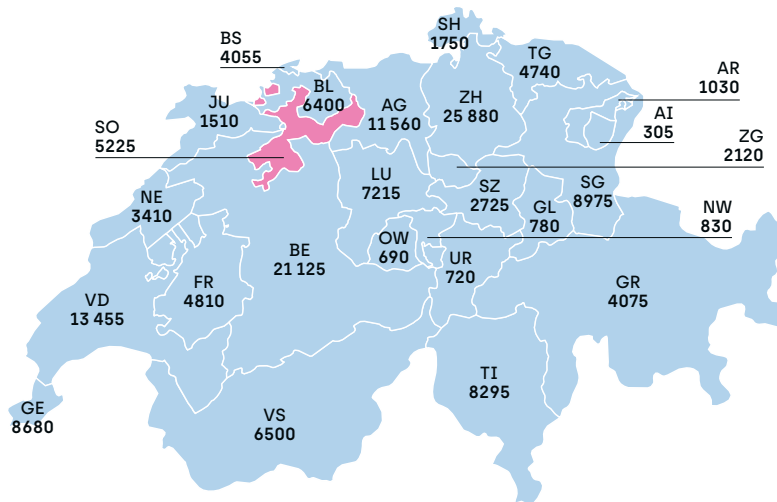 SH
1750
BS
4055
TG
4740
AR
1030
BL
6400
AG
11 560
ZH
25 880
JU
1510
AI
305
SO
5225
ZG
2120
LU
7215
SZ
2725
SG
8975
NE
3410
GL
780
NW
830
OW
690
BE
21 125
UR
720
FR
4810
GR
4075
VD
13 455
TI
8295
GE
8680
VS
6500